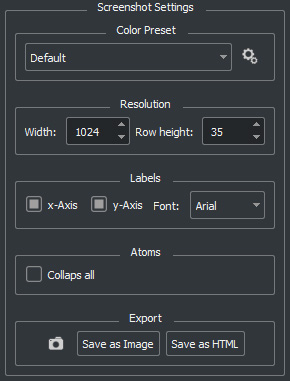 Screenshot Settings
Color Preset
Default
Resolution
Width: 1024 Row height: 35
Labels
x-Axis y-Axis Font: Arial
Atoms
Collaps all
Export
Save as Image Save as HTML